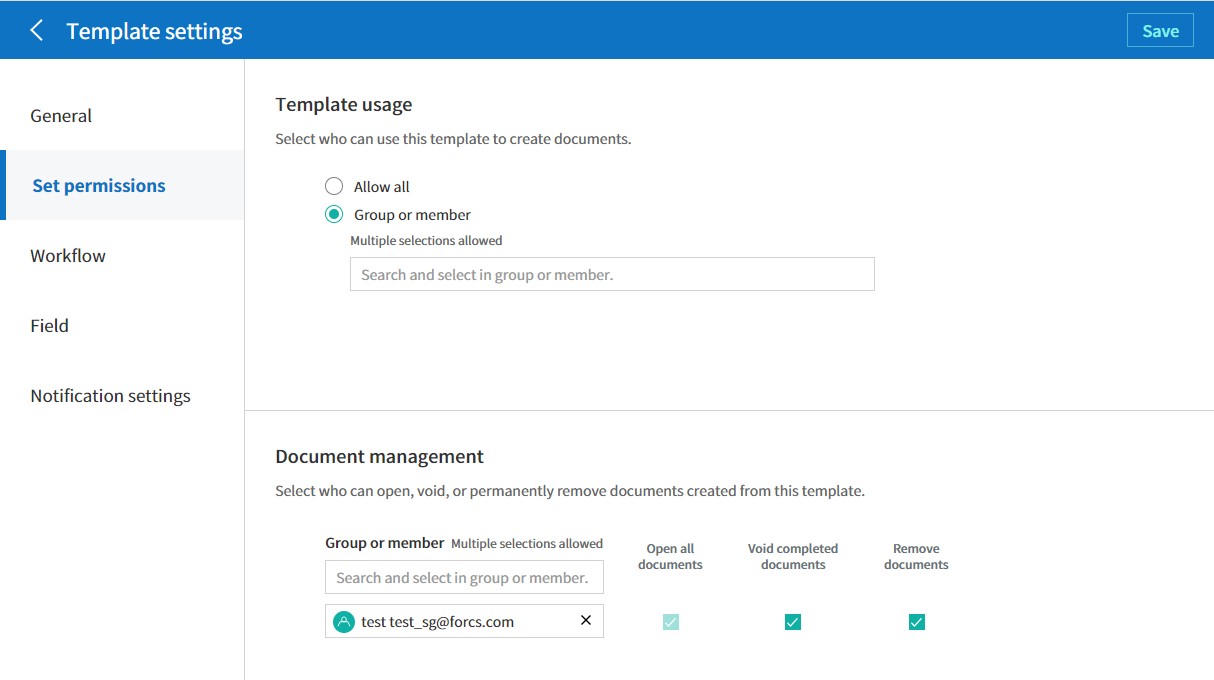 Template settings
Save
General
Set permissions
Workflow
Field
Notification settings
Template usage
Select who can use this template to create documents.
Allow all
Group or member
Multiple selections allowed
Search and select in group or member.
Document management
Select who can open, void, or permanently remove documents created from this template.
Group or member Multiple selections allowed
Open all
documents
Void completed
documents
Remove
documents
Search and select in group or member.
test test_sg@forcs.com